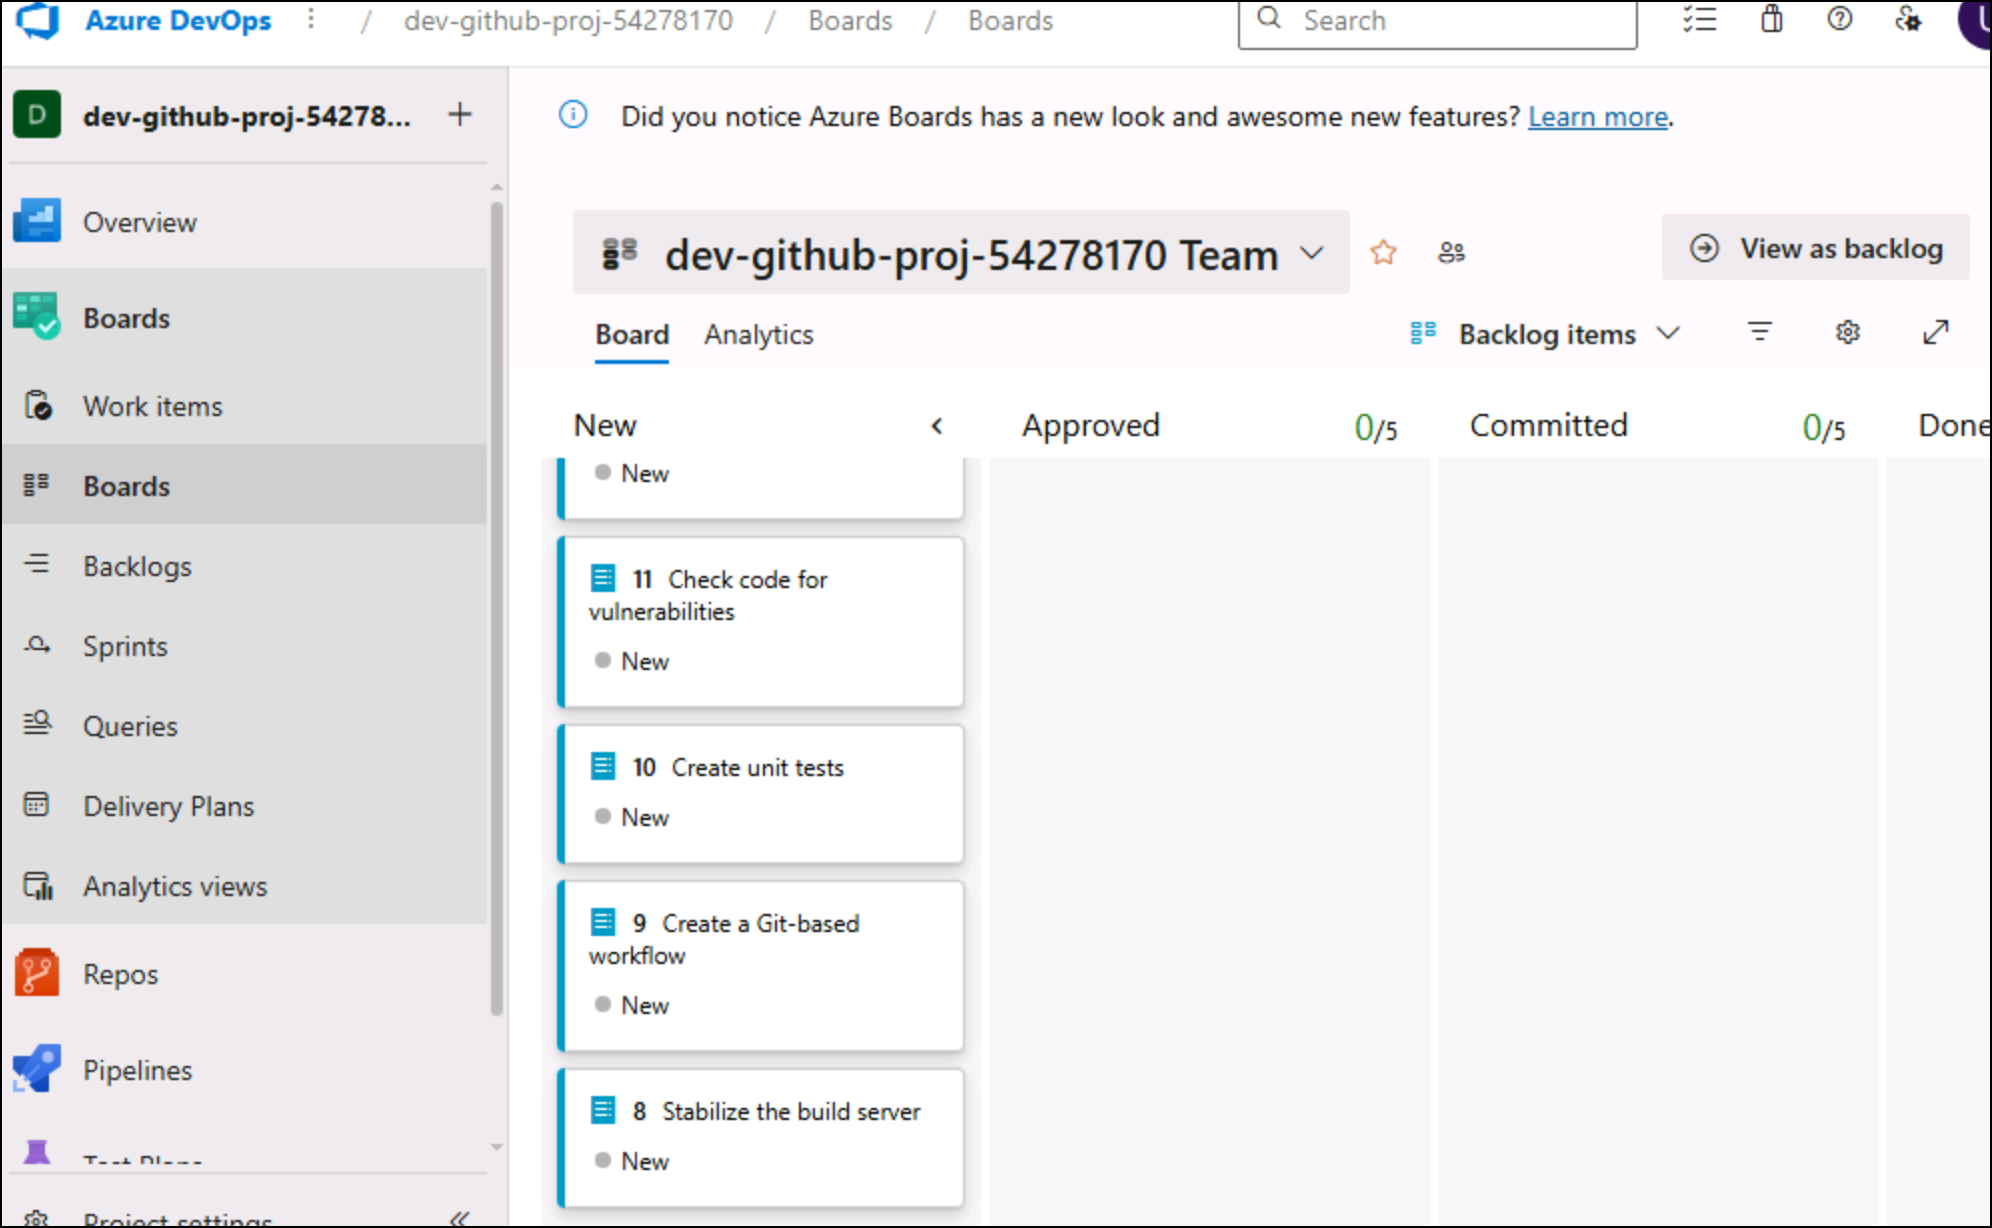 Azure DevOps / dev-github-proj-54278170 / Boards / Boards
Search
U
D dev-github-proj-54278... +
Did you notice Azure Boards has a new look and awesome new features? Learn more.
Overview
Boards
Work items
Boards
Backlogs
Sprints
Queries
Delivery Plans
Analytics views
Repos
Pipelines
Test Plans
Project settings
dev-github-proj-54278170 Team
View as backlog
Board
Analytics
Backlog items
New
Approved 0/5
Committed 0/5
Done
New
11 Check code for
vulnerabilities
New
10 Create unit tests
New
9 Create a Git-based
workflow
New
8 Stabilize the build server
New